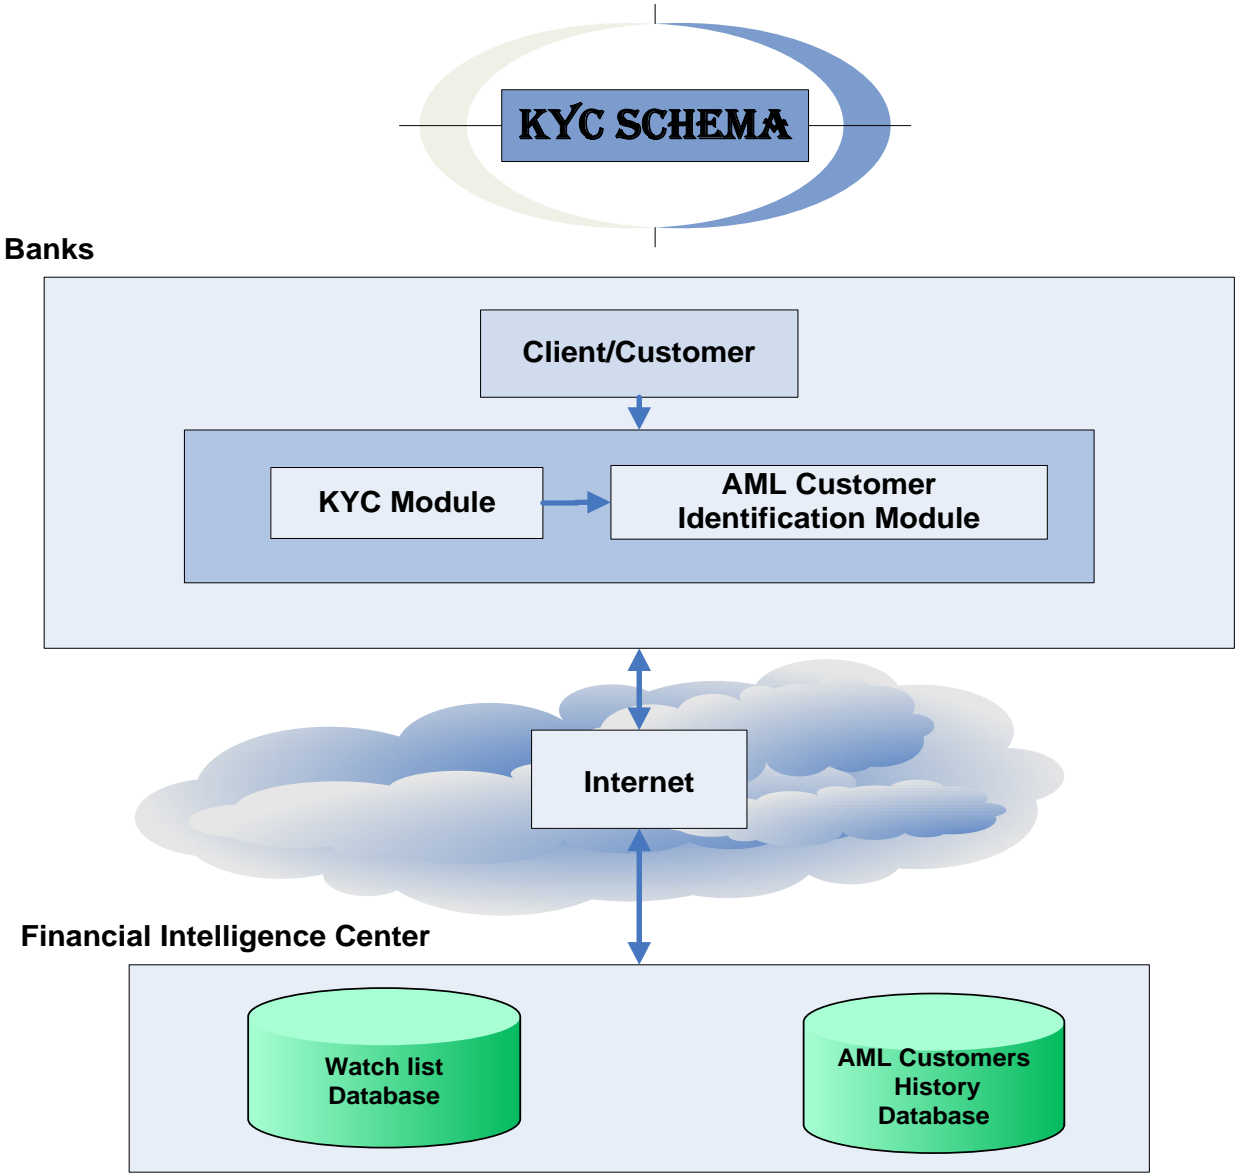 KYC SCHEMA
Banks
Client/Customer
KYC Module
AML Customer
Identification Module
Internet
Financial Intelligence Center
Watch list
Database
AML Customers
History
Database